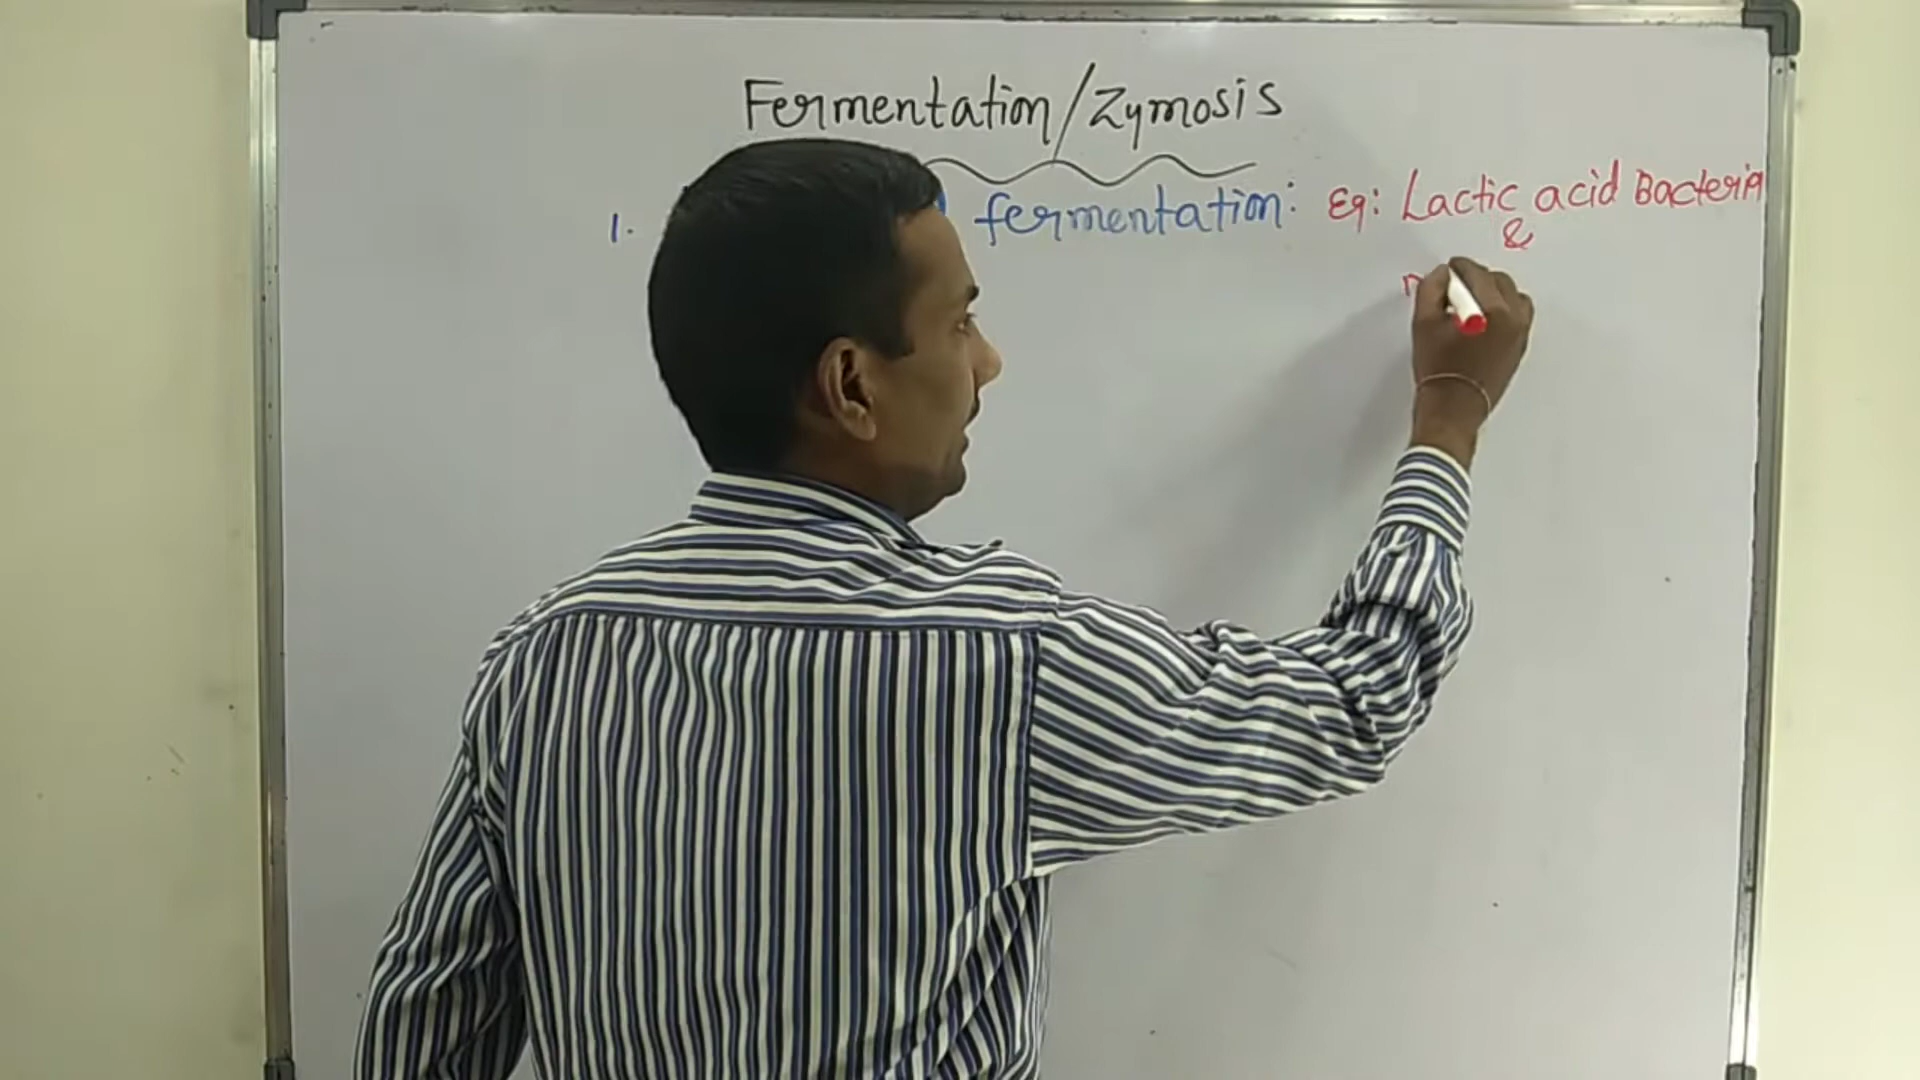 Fermentation/Zymosis
1. fermentation: Eg: Lactic acid Bacteria
&